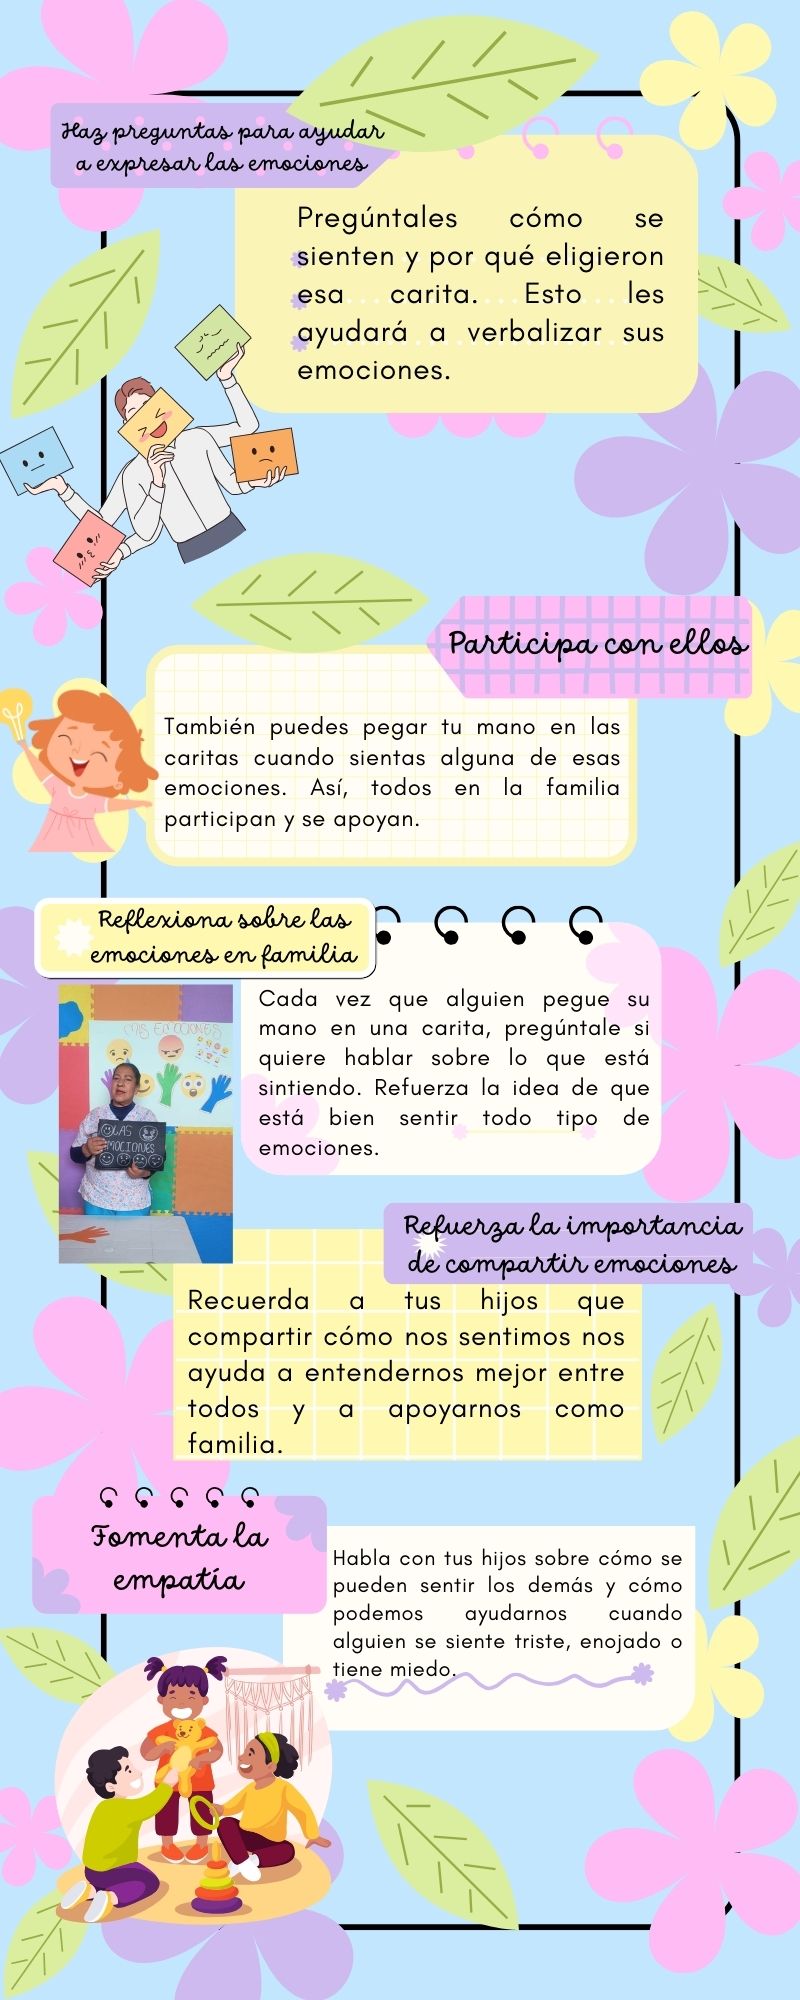 Haz preguntas para ayudar
a expresar las emociones
Pregúntales cómo se
sienten y por qué eligieron
esa carita. Esto les
ayudará a verbalizar sus
emociones.
Participa con ellos
También puedes pegar tu mano en las
caritas cuando sientas alguna de esas
emociones. Así, todos en la familia
participan y se apoyan.
Reflexiona sobre las
emociones en familia
Cada vez que alguien pegue su
mano en una carita, pregúntale si
quiere hablar sobre lo que está
sintiendo. Refuerza la idea de que
está bien sentir todo tipo de
emociones.
MIS EMOCIONES
LAS
EMOCIONES
Refuerza la importancia
de compartir emociones
Recuerda a tus hijos que
compartir cómo nos sentimos nos
ayuda a entendernos mejor entre
todos y a apoyarnos como
familia.
Fomenta la
empatía
Habla con tus hijos sobre cómo se
pueden sentir los demás y cómo
podemos ayudarnos cuando
alguien se siente triste, enojado o
tiene miedo.